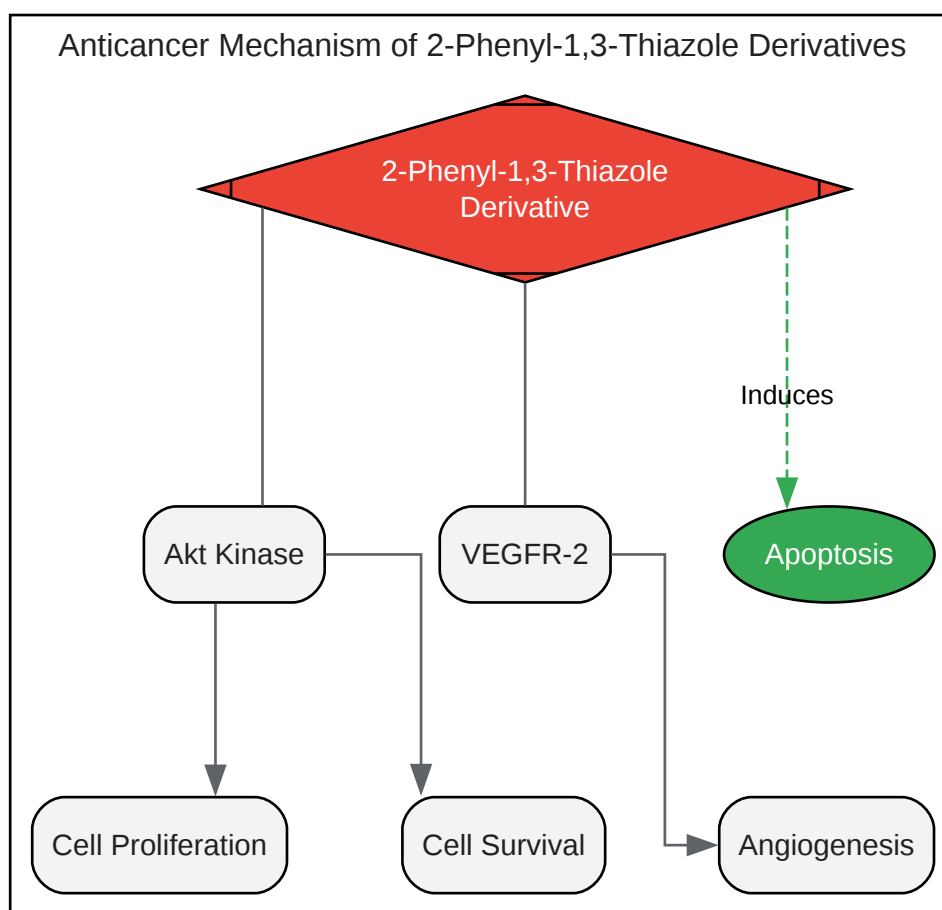 Anticancer Mechanism of 2-Phenyl-1,3-Thiazole Derivatives
2-Phenyl-1,3-Thiazole
Derivative
Induces
Akt Kinase
VEGFR-2
Apoptosis
Cell Proliferation
Cell Survival
Angiogenesis